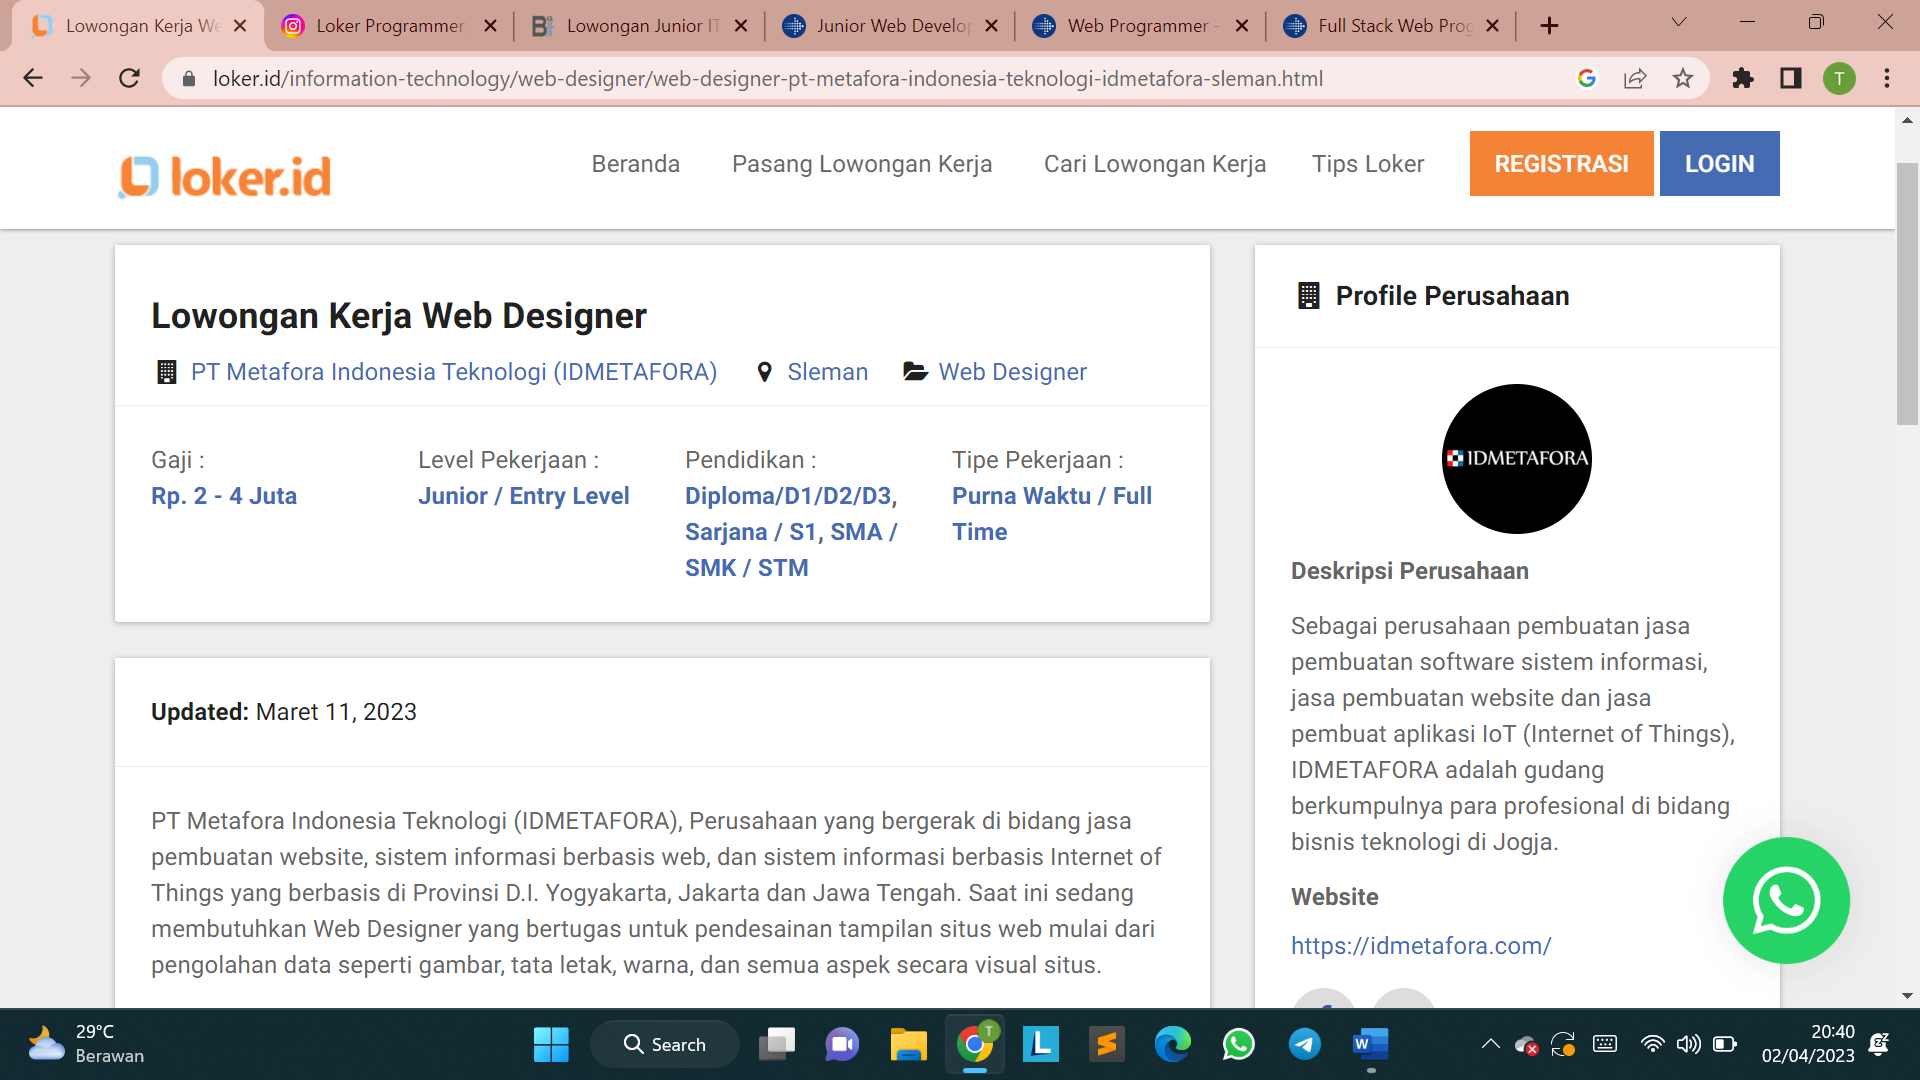 Lowongan Kerja We
Loker Programmer
Lowongan Junior IT
Junior Web Develop
Web Programmer -
Full Stack Web Prog
loker.id/information-technology/web-designer/web-designer-pt-metafora-indonesia-teknologi-idmetafora-sleman.html
T
loker.id
Beranda
Pasang Lowongan Kerja
Cari Lowongan Kerja
Tips Loker
REGISTRASI
LOGIN
Lowongan Kerja Web Designer
PT Metafora Indonesia Teknologi (IDMETAFORA)
Sleman
Web Designer
Gaji :
Rp. 2 - 4 Juta
Level Pekerjaan :
Junior / Entry Level
Pendidikan :
Diploma/D1/D2/D3,
Sarjana / S1, SMA /
SMK / STM
Tipe Pekerjaan :
Purna Waktu / Full
Time
Updated: Maret 11, 2023
PT Metafora Indonesia Teknologi (IDMETAFORA), Perusahaan yang bergerak di bidang jasa
pembuatan website, sistem informasi berbasis web, dan sistem informasi berbasis Internet of
Things yang berbasis di Provinsi D.I. Yogyakarta, Jakarta dan Jawa Tengah. Saat ini sedang
membutuhkan Web Designer yang bertugas untuk pendesainan tampilan situs web mulai dari
pengolahan data seperti gambar, tata letak, warna, dan semua aspek secara visual situs.
Profile Perusahaan
IDMETAFORA
Deskripsi Perusahaan
Sebagai perusahaan pembuatan jasa
pembuatan software sistem informasi,
jasa pembuatan website dan jasa
pembuat aplikasi IoT (Internet of Things),
IDMETAFORA adalah gudang
berkumpulnya para profesional di bidang
bisnis teknologi di Jogja.
Website
https://idmetafora.com/
29°C
Berawan
Search
T
L
W
20:40
02/04/2023